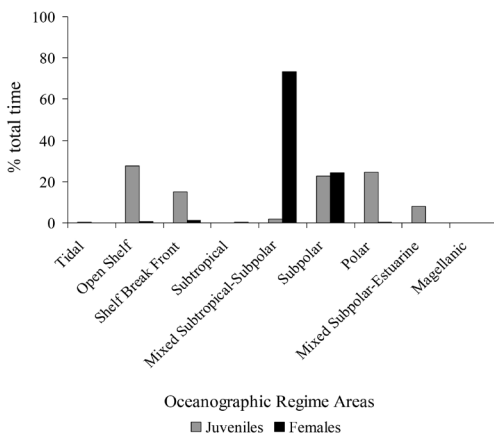 % total time
100
80
60
40
20
0
Tidal
Open Shelf
Shelf Break Front
Subtropical
Mixed Subtropical-Subpolar
Subpolar
Polar
Mixed Subpolar-Estuarine
Magellanic
Oceanographic Regime Areas
Juveniles Females